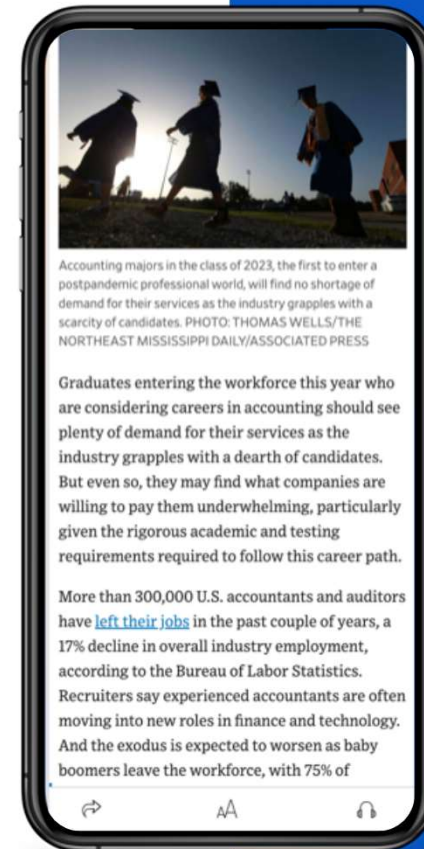 Accounting majors in the class of 2023, the first to enter a
postpandemic professional world, will find no shortage of
demand for their services as the industry grapples with a
scarcity of candidates. PHOTO: THOMAS WELLS/THE
NORTHEAST MISSISSIPPI DAILY/ASSOCIATED PRESS
Graduates entering the workforce this year who
are considering careers in accounting should see
plenty of demand for their services as the
industry grapples with a dearth of candidates.
But even so, they may find what companies are
willing to pay them underwhelming, particularly
given the rigorous academic and testing
requirements required to follow this career path.
More than 300,000 U.S. accountants and auditors
have left their jobs in the past couple of years, a
17% decline in overall industry employment,
according to the Bureau of Labor Statistics.
Recruiters say experienced accountants are often
moving into new roles in finance and technology.
And the exodus is expected to worsen as baby
boomers leave the workforce, with 75% of
AA